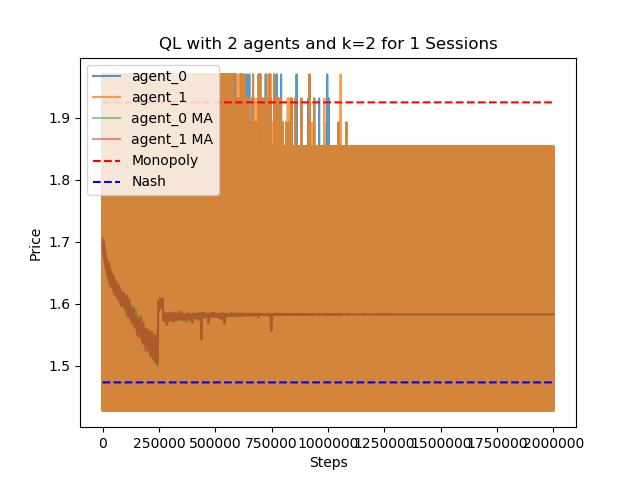 QL with 2 agents and k=2 for 1 Sessions
agent_0
agent_1
agent_0 MA
agent_1 MA
Monopoly
Nash
Price
1.9
1.8
1.7
1.6
1.5
0 250000 500000 750000 1000000 1250000 1500000 1750000 2000000
Steps